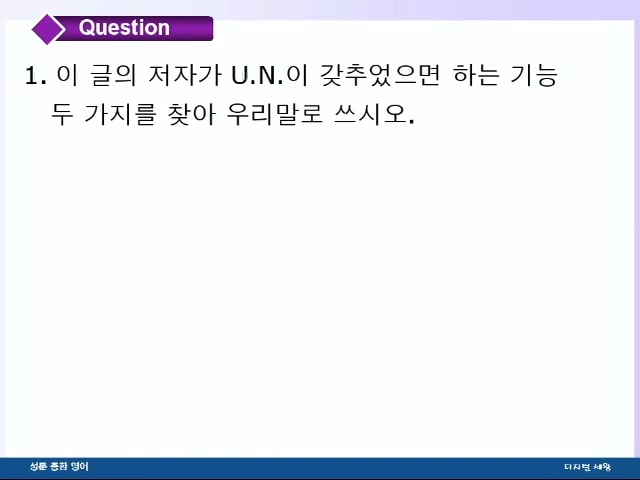 Question
1. 이 글의 저자가 U.N.이 갖추었으면 하는 기능
두 가지를 찾아 우리말로 쓰시오.
성문 종합 영어
디지털 세왕